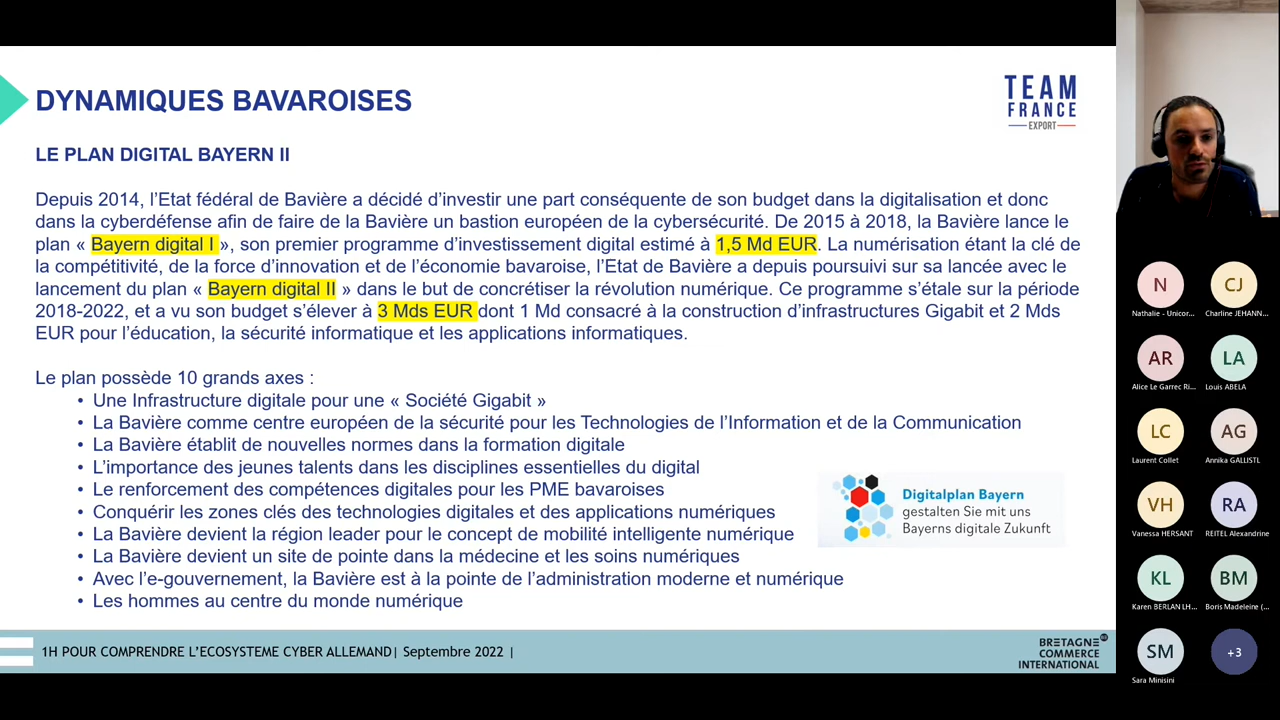 DYNAMIQUES BAVAROISES
TEAM
FRANCE
EXPORT
LE PLAN DIGITAL BAYERN II
Depuis 2014, l’Etat fédéral de Bavière a décidé d’investir une part conséquente de son budget dans la digitalisation et donc
dans la cyberdéfense afin de faire de la Bavière un bastion européen de la cybersécurité. De 2015 à 2018, la Bavière lance le
plan « Bayern digital I », son premier programme d’investissement digital estimé à 1,5 Md EUR. La numérisation étant la clé de
la compétitivité, de la force d’innovation et de l’économie bavaroise, l’Etat de Bavière a depuis poursuivi sur sa lancée avec le
lancement du plan « Bayern digital II » dans le but de concrétiser la révolution numérique. Ce programme s’étale sur la période
2018-2022, et a vu son budget s’élever à 3 Mds EUR dont 1 Md consacré à la construction d’infrastructures Gigabit et 2 Mds
EUR pour l’éducation, la sécurité informatique et les applications informatiques.
Le plan possède 10 grands axes :
• Une Infrastructure digitale pour une « Société Gigabit »
• La Bavière comme centre européen de la sécurité pour les Technologies de l’Information et de la Communication
• La Bavière établit de nouvelles normes dans la formation digitale
• L’importance des jeunes talents dans les disciplines essentielles du digital
• Le renforcement des compétences digitales pour les PME bavaroises
• Conquérir les zones clés des technologies digitales et des applications numériques
• La Bavière devient la région leader pour le concept de mobilité intelligente numérique
• La Bavière devient un site de pointe dans la médecine et les soins numériques
• Avec l’e-gouvernement, la Bavière est à la pointe de l’administration moderne et numérique
• Les hommes au centre du monde numérique
Digitalplan Bayern
gestalten Sie mit uns
Bayerns digitale Zukunft
1H POUR COMPRENDRE L’ECOSYSTEME CYBER ALLEMAND| Septembre 2022 |
BRETAGNE
COMMERCE
INTERNATIONAL
N CJ
Nathalie - Unicor... Charline JEHANN...
AR LA
Alice Le Garrec Ri... Louis ABELA
LC AG
Laurent Collet Annika GALLISTL
VH RA
Vanessa HERSANT REITEL Alexandrine
KL BM
Karen BERLAN LH... Boris Madeleine (...
SM +3
Sara Minisini